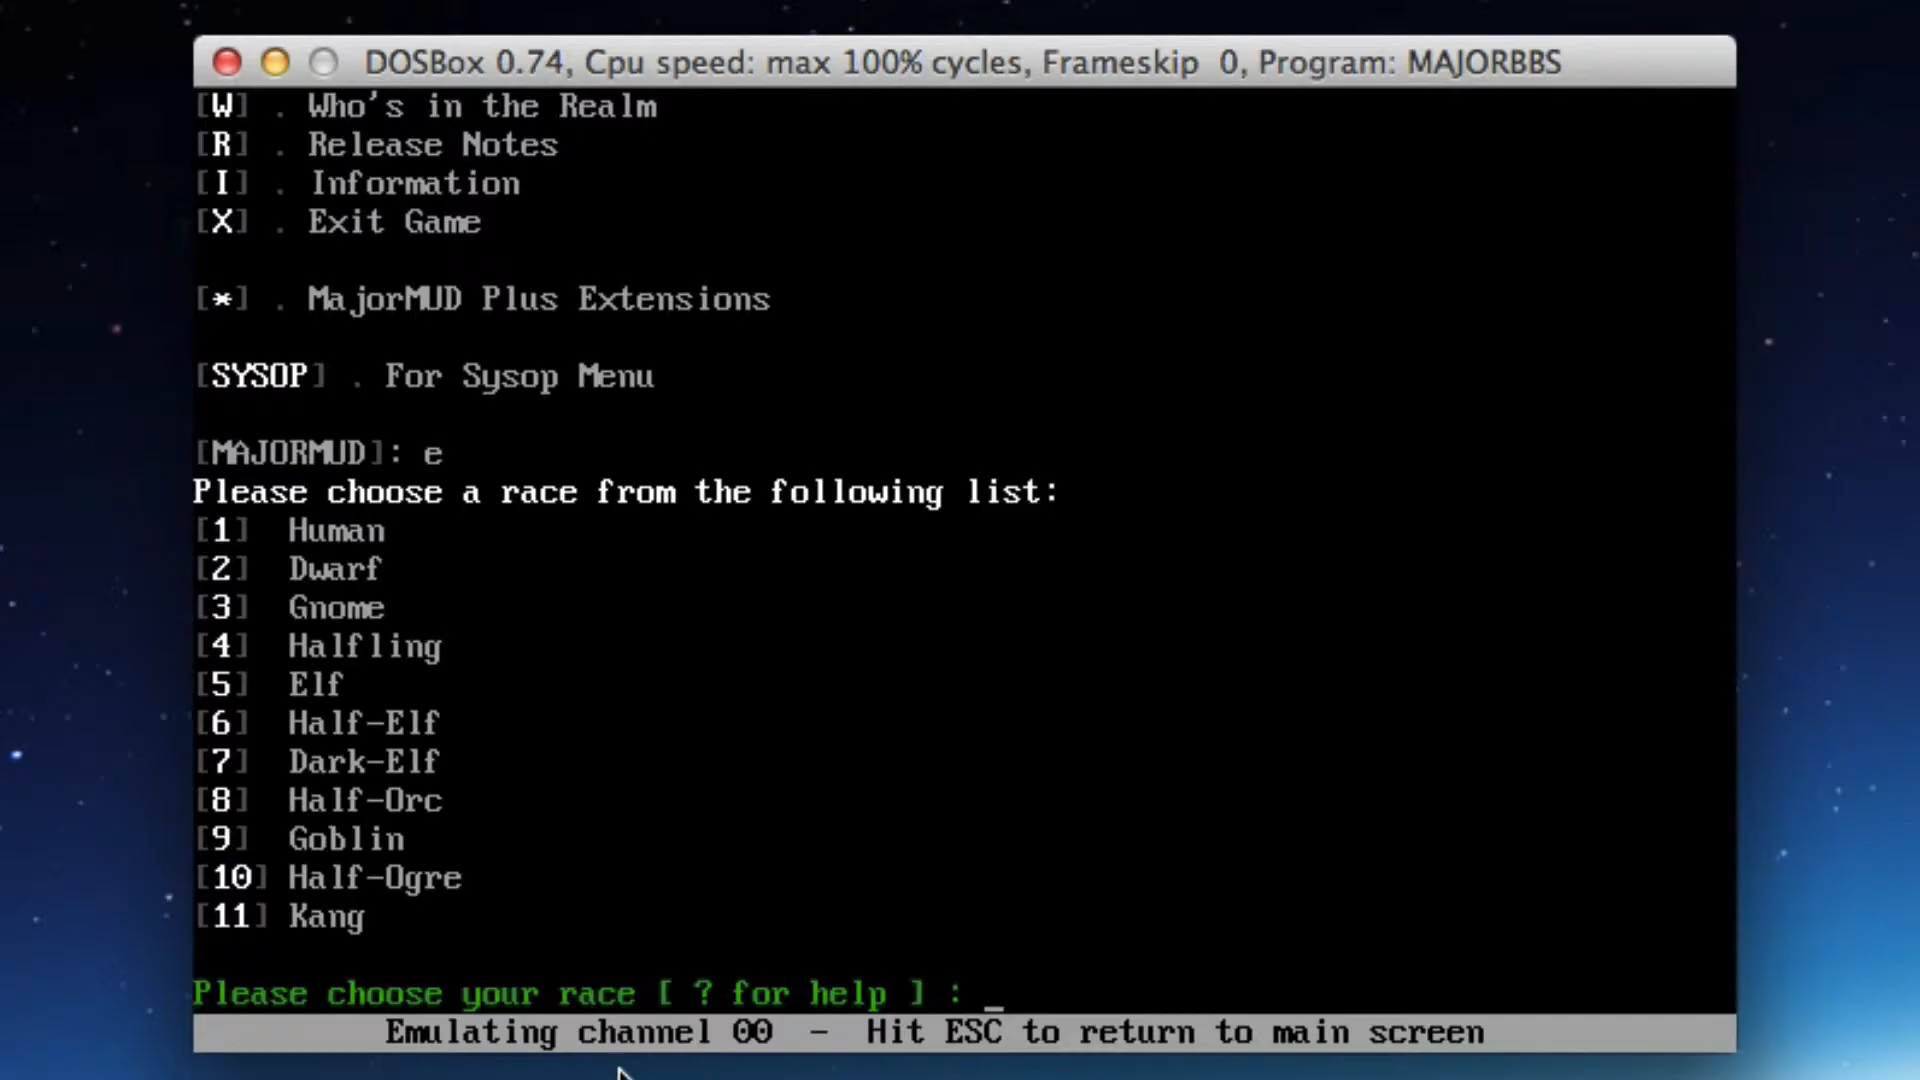 DOSBox 0.74, Cpu speed: max 100% cycles, Frameskip 0, Program: MAJORBBS
[W] . Who's in the Realm
[R] . Release Notes
[I] . Information
[X] . Exit Game
[*] . MajorMUD Plus Extensions
[SYSOP] . For Sysop Menu
[MAJORMUD]: e
Please choose a race from the following list:
[1] Human
[2] Dwarf
[3] Gnome
[4] Halfling
[5] Elf
[6] Half-Elf
[7] Dark-Elf
[8] Half-Orc
[9] Goblin
[10] Half-Ogre
[11] Kang
Please choose your race [ ? for help ] : _
Emulating channel 00 - Hit ESC to return to main screen